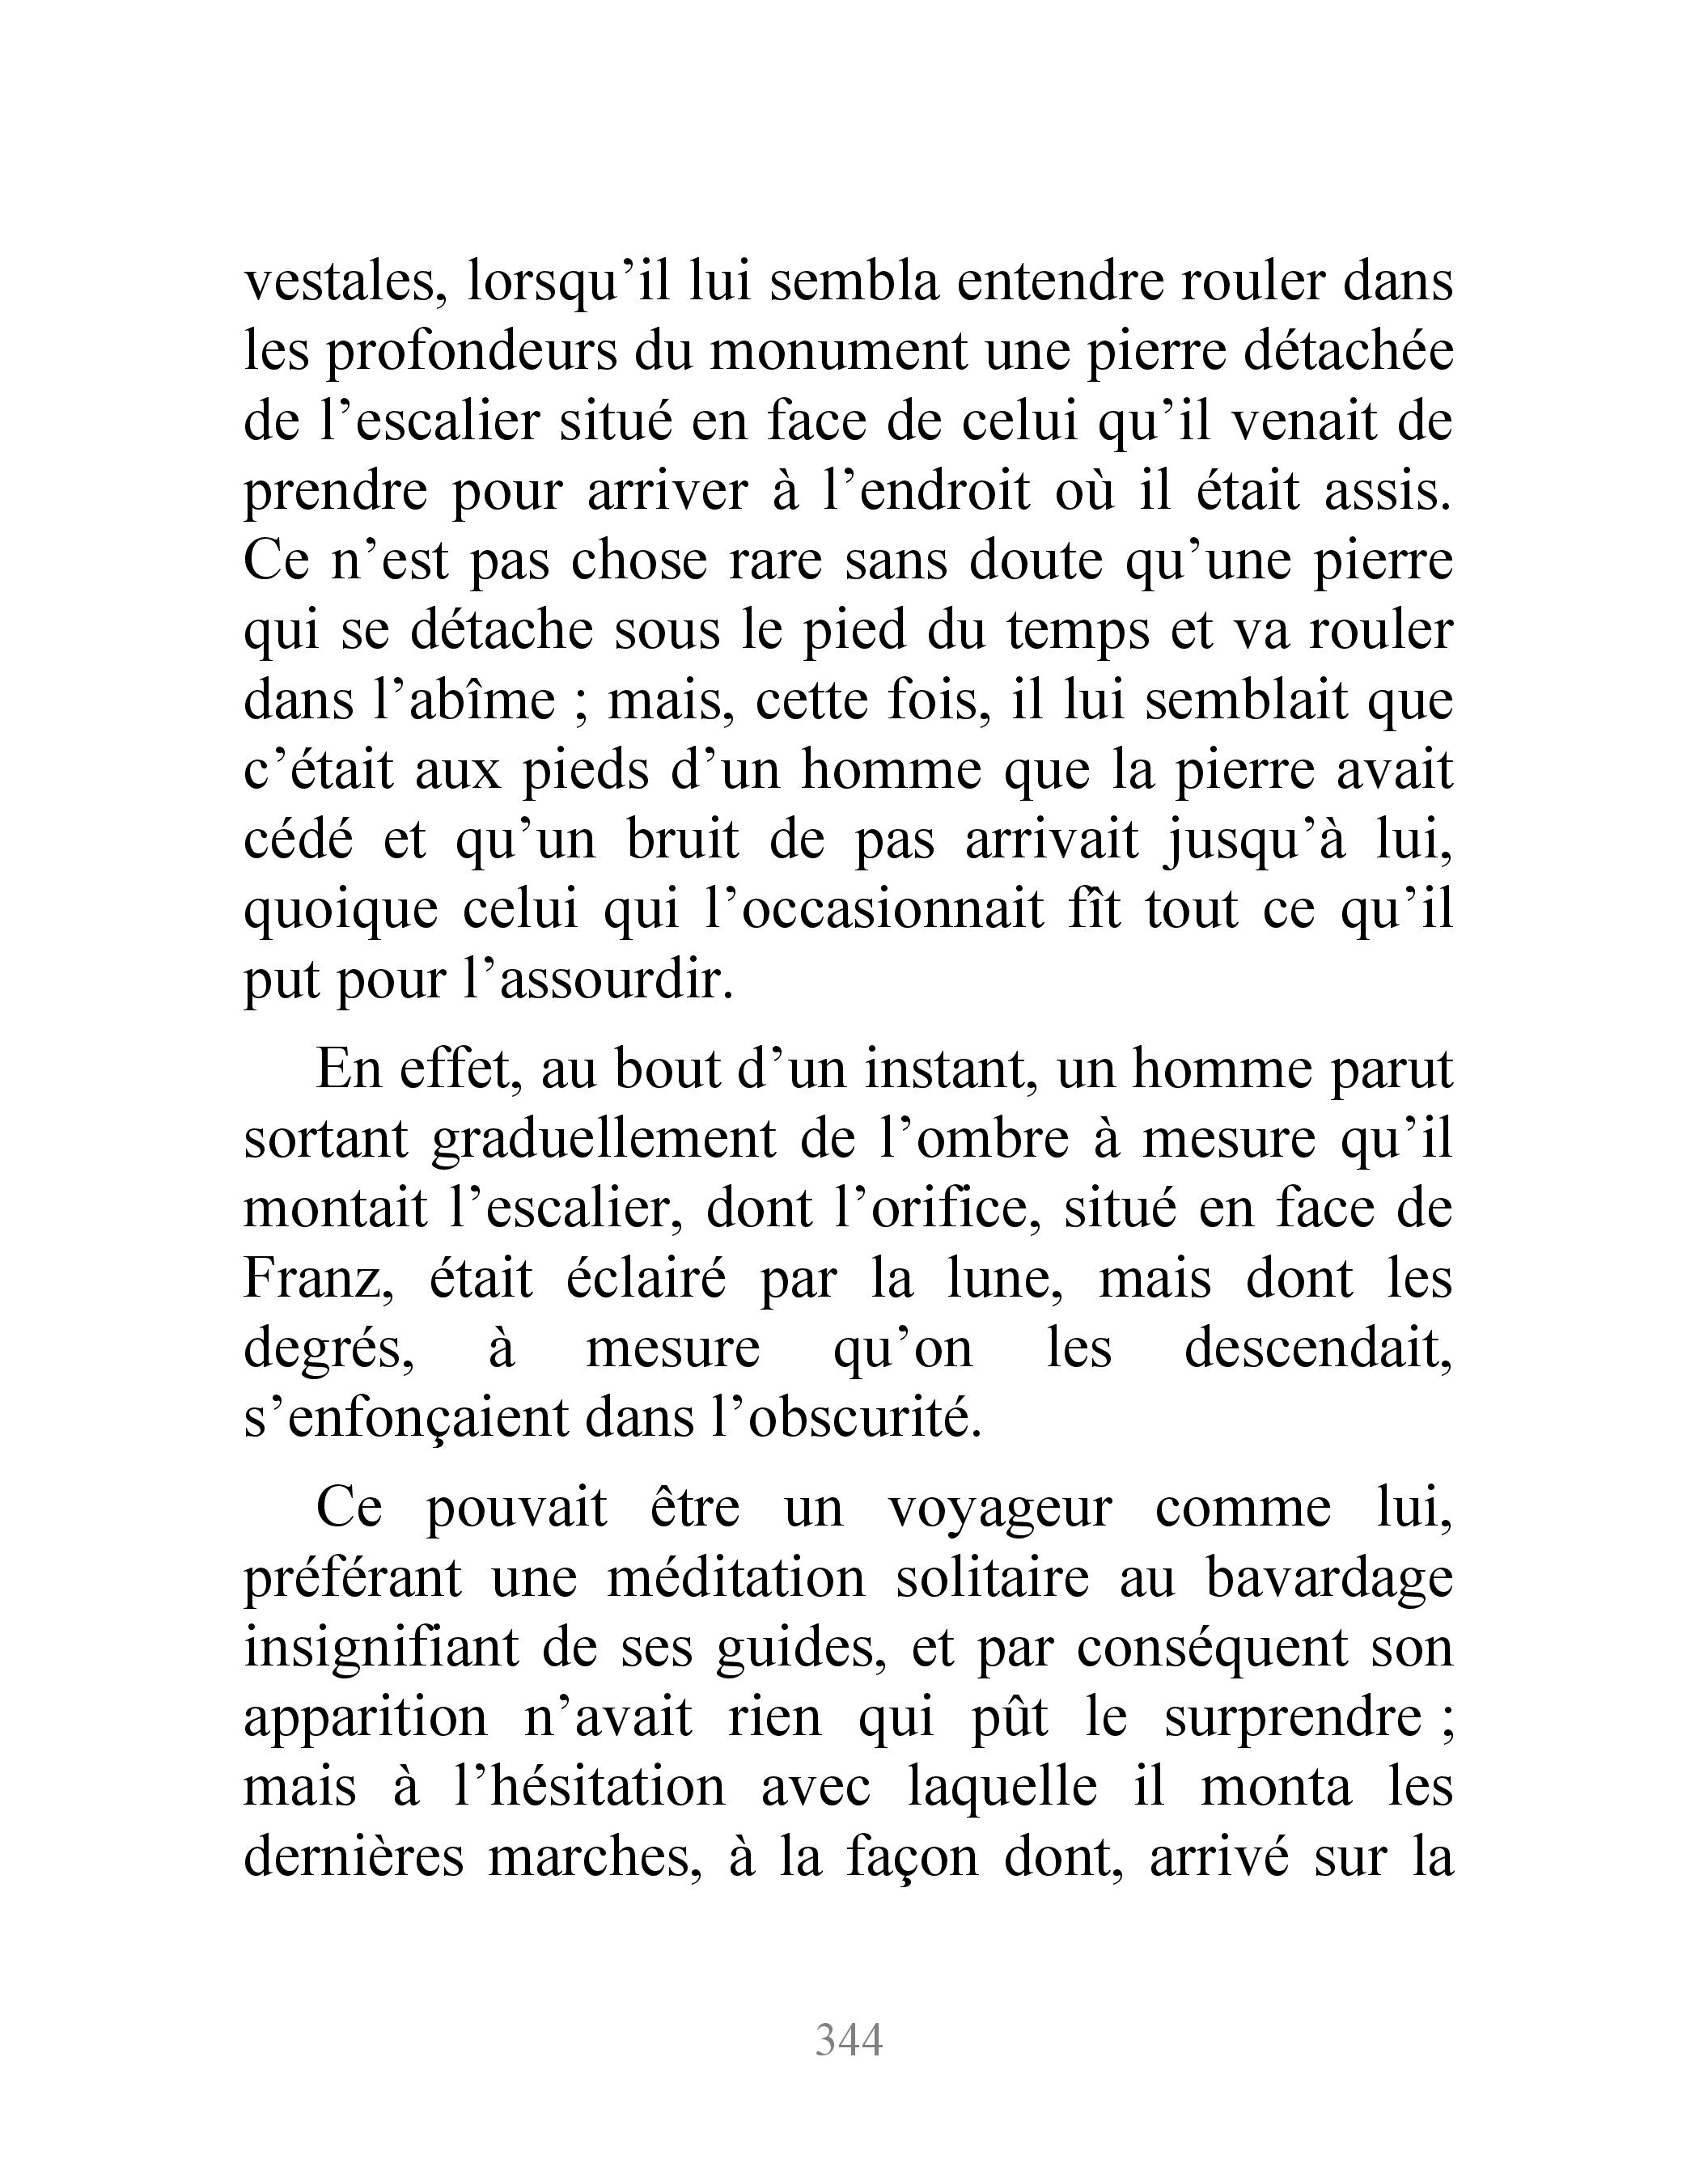 vestales, lorsqu’il lui sembla entendre rouler dans
les profondeurs du monument une pierre détachée
de l’escalier situé en face de celui qu’il venait de
prendre pour arriver à l’endroit où il était assis.
Ce n’est pas chose rare sans doute qu’une pierre
qui se détache sous le pied du temps et va rouler
dans l’abîme ; mais, cette fois, il lui semblait que
c’était aux pieds d’un homme que la pierre avait
cédé et qu’un bruit de pas arrivait jusqu’à lui,
quoique celui qui l’occasionnait fît tout ce qu’il
put pour l’assourdir.
En effet, au bout d’un instant, un homme parut
sortant graduellement de l’ombre à mesure qu’il
montait l’escalier, dont l’orifice, situé en face de
Franz, était éclairé par la lune, mais dont les
degrés, à mesure qu’on les descendait,
s’enfonçaient dans l’obscurité.
Ce pouvait être un voyageur comme lui,
préférant une méditation solitaire au bavardage
insignifiant de ses guides, et par conséquent son
apparition n’avait rien qui pût le surprendre ;
mais à l’hésitation avec laquelle il monta les
dernières marches, à la façon dont, arrivé sur la
344